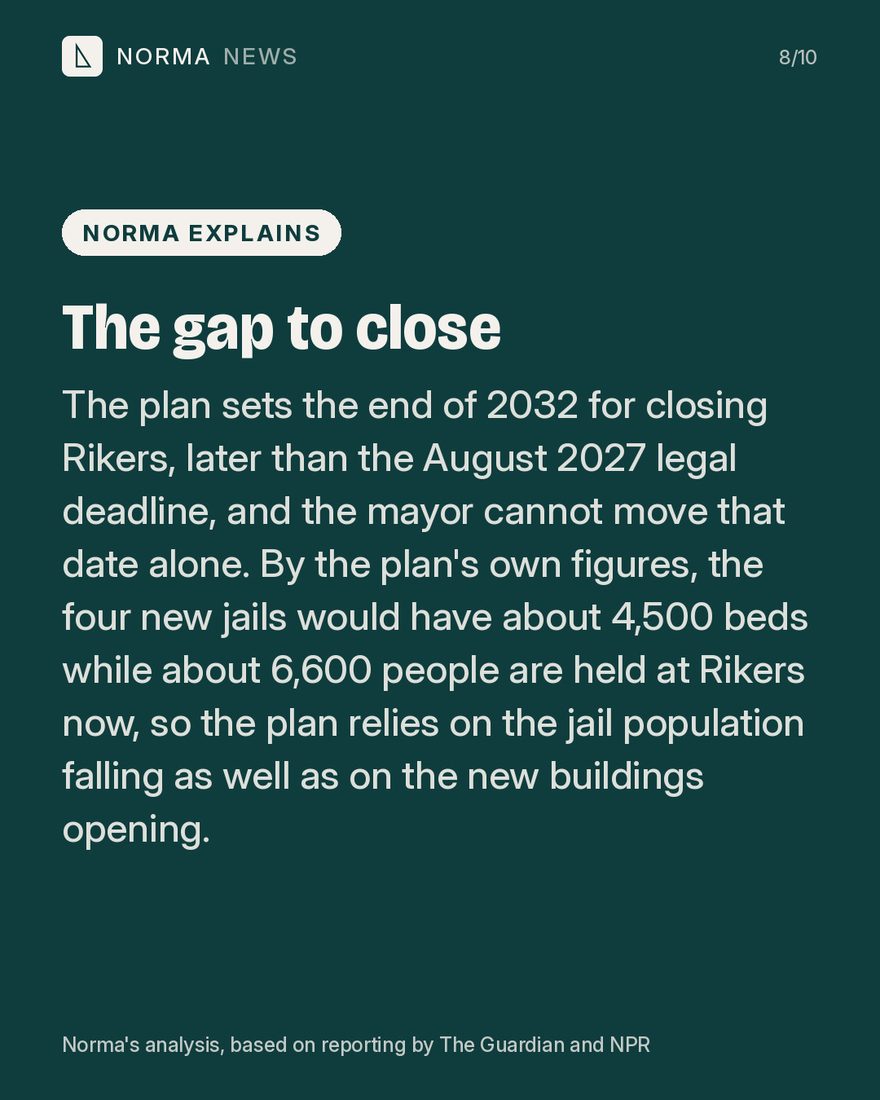 NORMA NEWS
8/10
NORMA EXPLAINS
The gap to close
The plan sets the end of 2032 for closing
Rikers, later than the August 2027 legal
deadline, and the mayor cannot move that
date alone. By the plan's own figures, the
four new jails would have about 4,500 beds
while about 6,600 people are held at Rikers
now, so the plan relies on the jail population
falling as well as on the new buildings
opening.
Norma's analysis, based on reporting by The Guardian and NPR